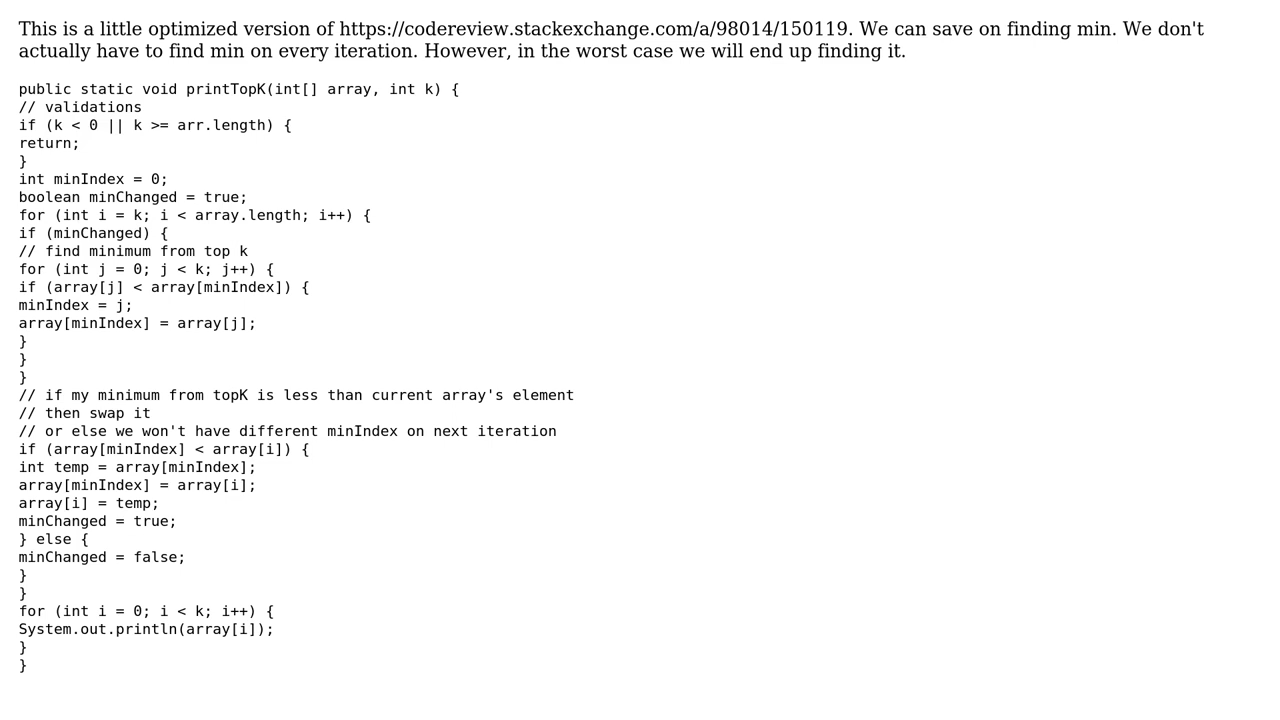 This is a little optimized version of https://codereview.stackexchange.com/a/98014/150119. We can save on finding min. We don't
actually have to find min on every iteration. However, in the worst case we will end up finding it.
public static void printTopK(int[] array, int k) {
// validations
if (k < 0 || k >= arr.length) {
return;
}
int minIndex = 0;
boolean minChanged = true;
for (int i = k; i < array.length; i++) {
if (minChanged) {
// find minimum from top k
for (int j = 0; j < k; j++) {
if (array[j] < array[minIndex]) {
minIndex = j;
array[minIndex] = array[j];
}
}
}
// if my minimum from topK is less than current array's element
// then swap it
// or else we won't have different minIndex on next iteration
if (array[minIndex] < array[i]) {
int temp = array[minIndex];
array[minIndex] = array[i];
array[i] = temp;
minChanged = true;
} else {
minChanged = false;
}
}
for (int i = 0; i < k; i++) {
System.out.println(array[i]);
}
}